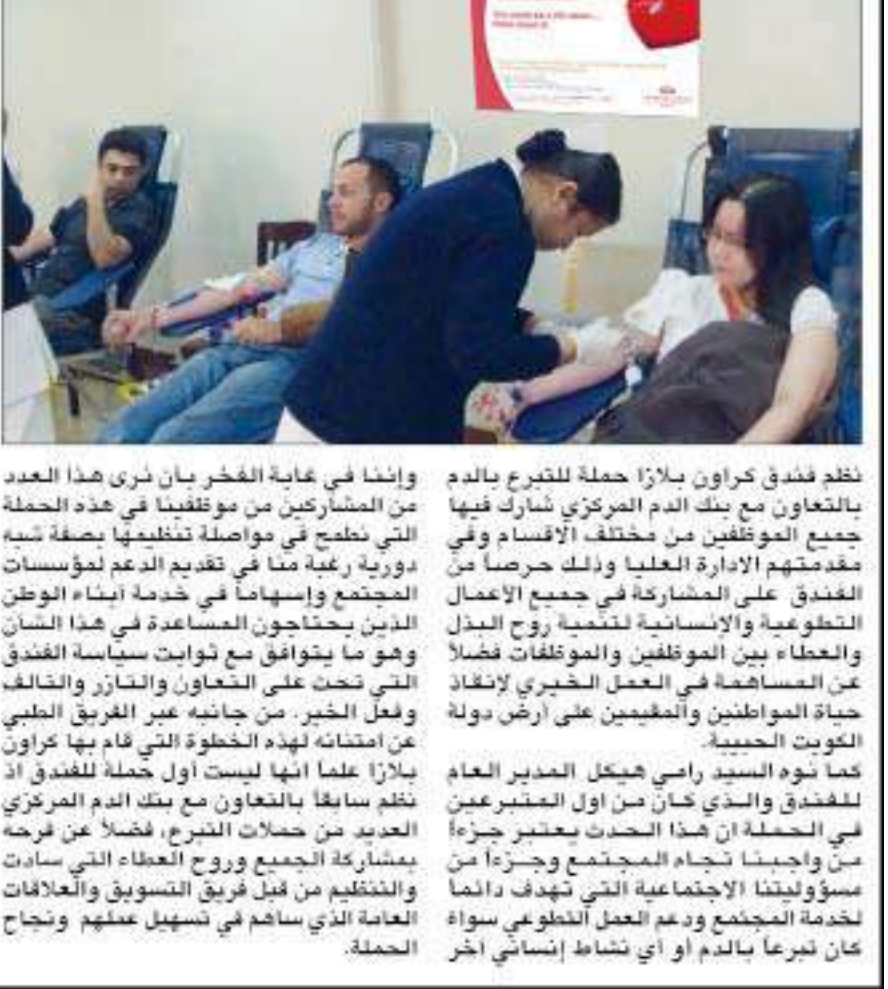 نظم فندق كراون بلازا حملة للتبرع بالدم
بالتعاون مع بنك الدم المركزي شارك فيها
جميع الموظفين من مختلف الاقسام وفي
مقدمتهم الادارة العليا وذلك حرصاً من
الفندق على المشاركة في جميع الأعمال
التطوعية والإنسانية لتنمية روح البذل
والعطاء بين الموظفين والموظفات فضلاً
عن المساهمة في العمل الخيري لإنقاذ
حياة المواطنين والمقيمين على أرض دولة
الكويت الحبيبة.
كما نوه السيد رامي هيكل المدير العام
للفندق والذي كان من اول المتبرعين
في الحملة ان هذا الحدث يعتبر جزءاً
من واجبنا تجاه المجتمع وجزءاً من
مسؤوليتنا الاجتماعية التي تهدف دائماً
لخدمة المجتمع ودعم العمل التطوعي سواء
كان تبرعاً بالدم أو أي نشاط إنساني آخر
وإننا في غاية الفخر بأن نرى هذا العدد
من المشاركين من موظفينا في هذه الحملة
التي نطمح في مواصلة تنظيمها بصفة شبه
دورية رغبة منا في تقديم الدعم لمؤسسات
المجتمع وإسهاماً في خدمة أبناء الوطن
الذين يحتاجون المساعدة في هذا الشأن
وهو ما يتوافق مع ثوابت سياسة الفندق
التي تحث على التعاون والتازر والتالف
وفعل الخير. من جانبه عبر الفريق الطبي
عن امتنانه لهذه الخطوة التي قام بها كراون
بلازا علماً انها ليست أول حملة للفندق اذ
نظم سابقاً بالتعاون مع بنك الدم المركزي
العديد من حملات التبرع، فضلاً عن فرحه
بمشاركة الجميع وروح العطاء التي سادت
والتنظيم من قبل فريق التسويق والعلاقات
العامة الذي ساهم في تسهيل عملهم ونجاح
الحملة.